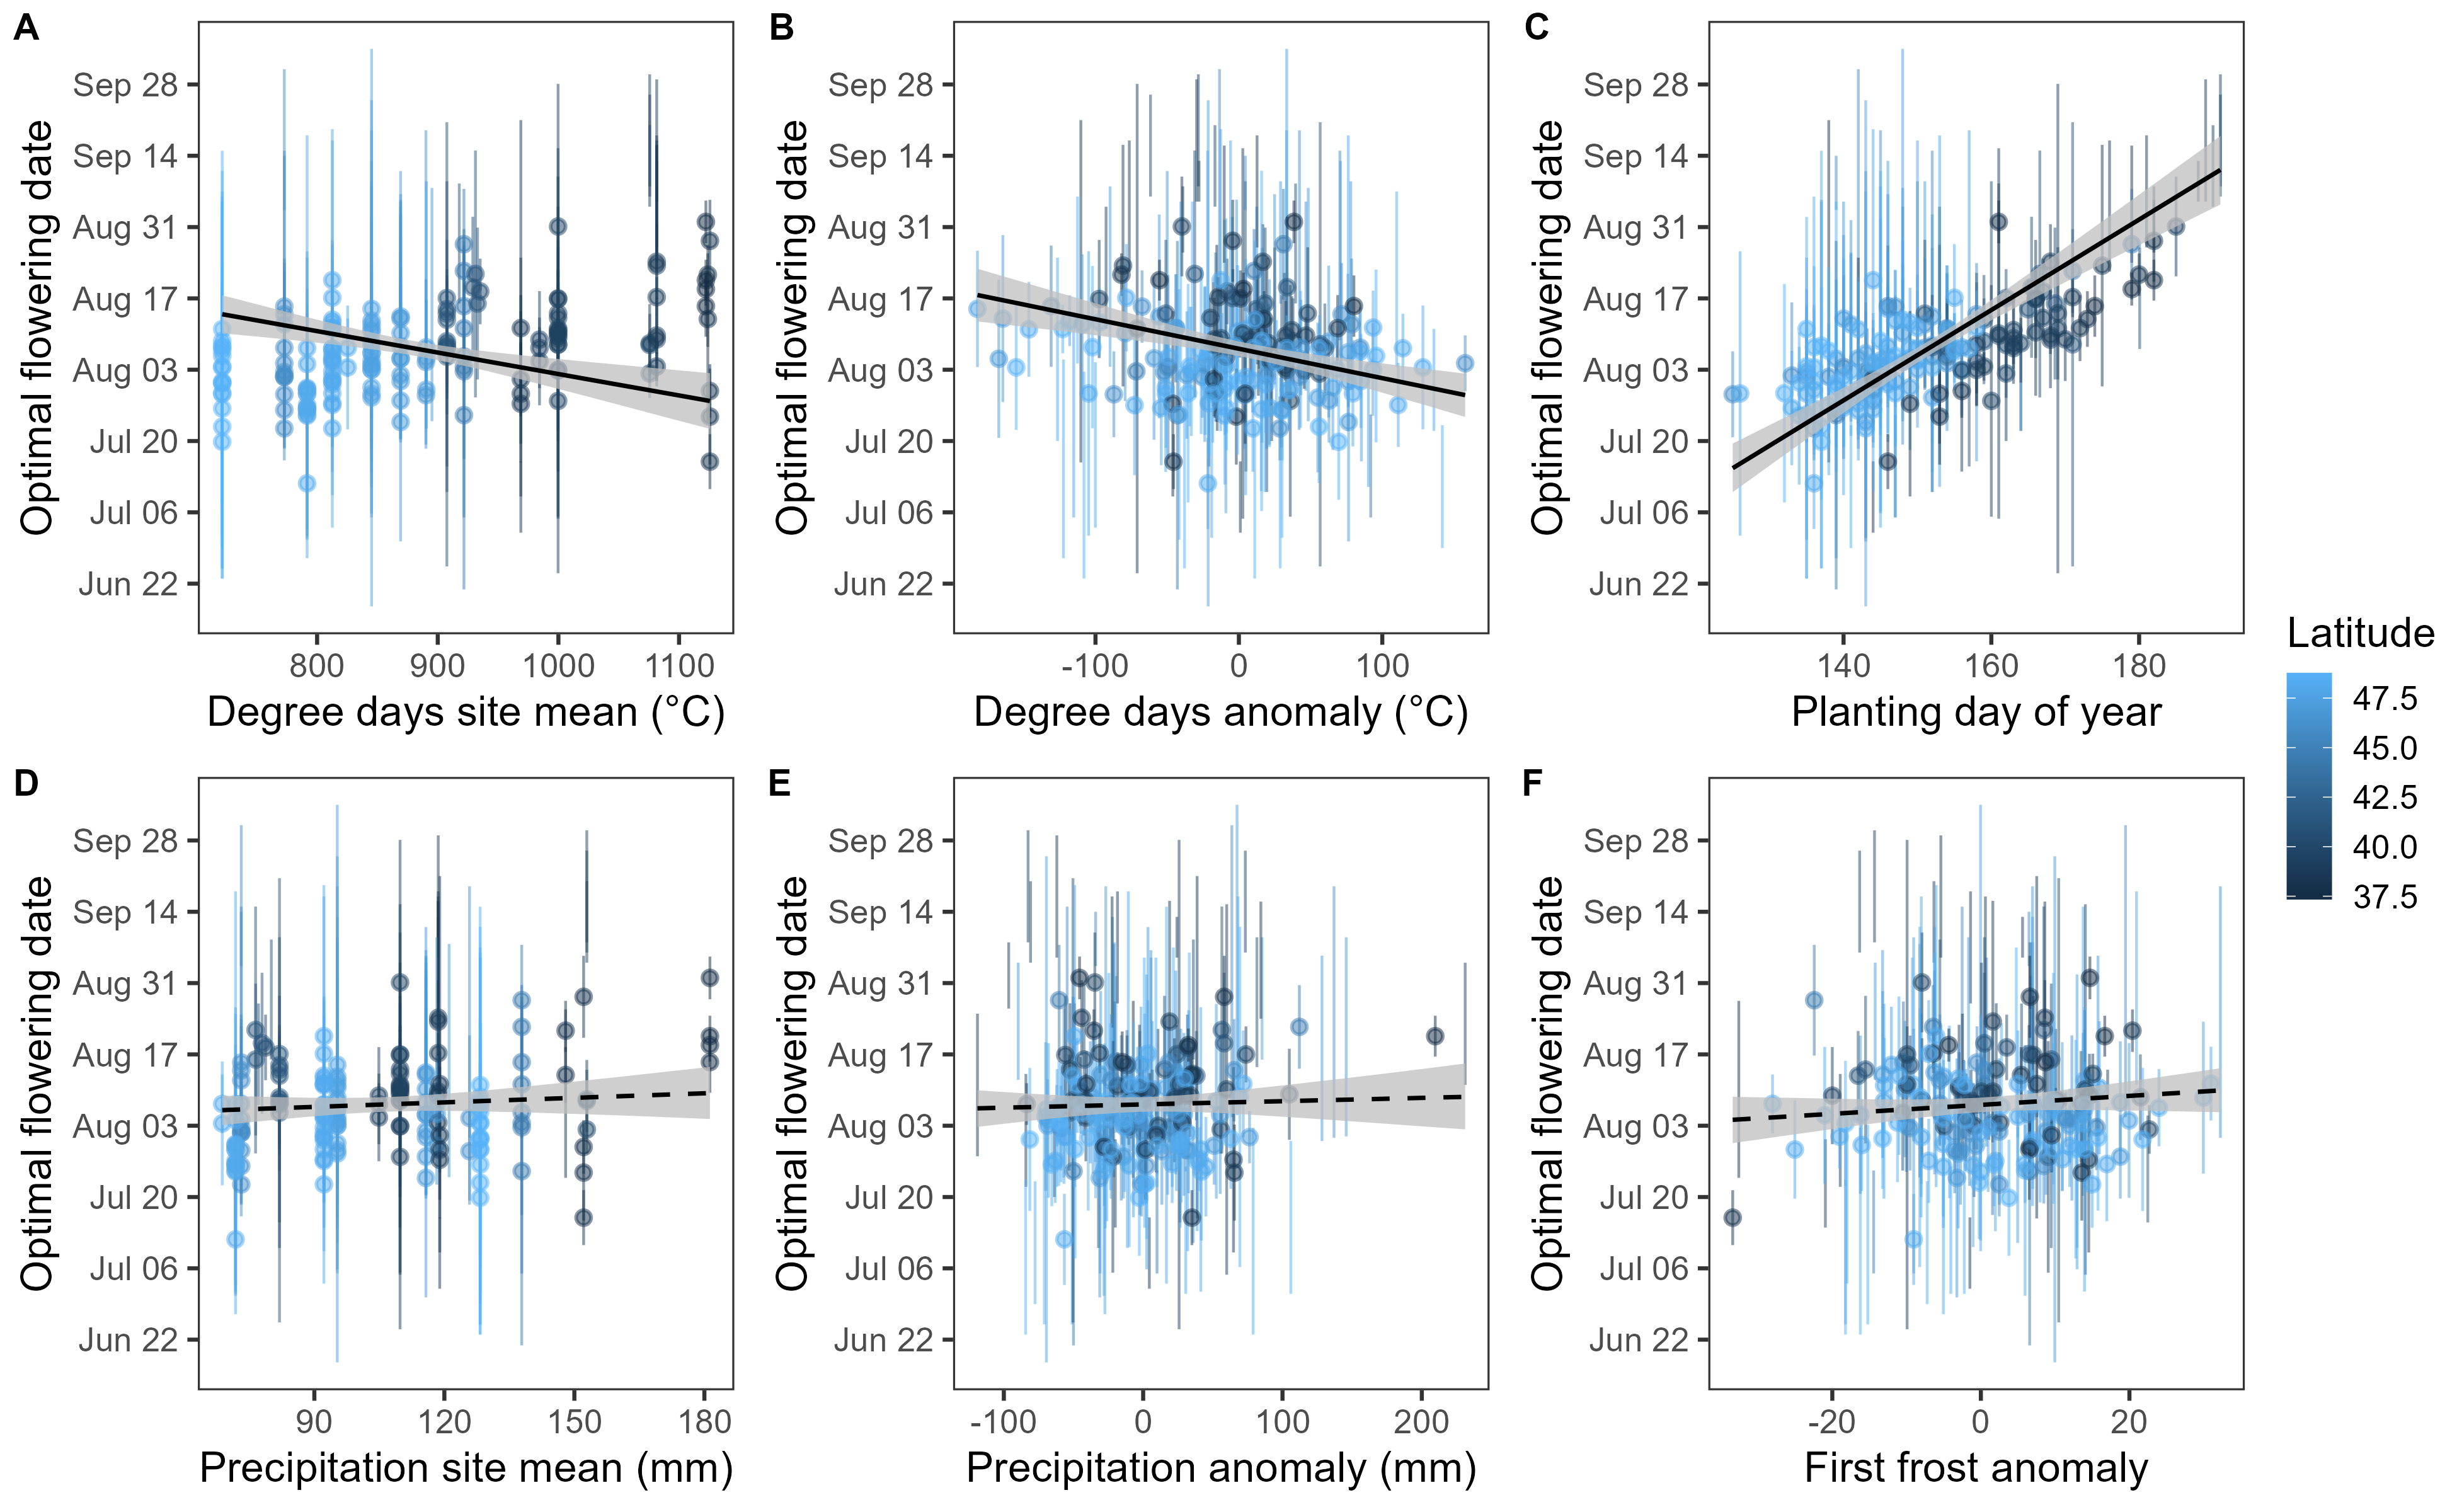 A
Optimal flowering date
Sep 28
Sep 14
Aug 31
Aug 17
Aug 03
Jul 20
Jul 06
Jun 22
800 900 1000 1100
Degree days site mean (°C)
B
Optimal flowering date
Sep 28
Sep 14
Aug 31
Aug 17
Aug 03
Jul 20
Jul 06
Jun 22
-100 0 100
Degree days anomaly (°C)
C
Optimal flowering date
Sep 28
Sep 14
Aug 31
Aug 17
Aug 03
Jul 20
Jul 06
Jun 22
140 160 180
Planting day of year
D
Optimal flowering date
Sep 28
Sep 14
Aug 31
Aug 17
Aug 03
Jul 20
Jul 06
Jun 22
90 120 150 180
Precipitation site mean (mm)
E
Optimal flowering date
Sep 28
Sep 14
Aug 31
Aug 17
Aug 03
Jul 20
Jul 06
Jun 22
-100 0 100 200
Precipitation anomaly (mm)
F
Optimal flowering date
Sep 28
Sep 14
Aug 31
Aug 17
Aug 03
Jul 20
Jul 06
Jun 22
-20 0 20
First frost anomaly
Latitude
47.5
45.0
42.5
40.0
37.5